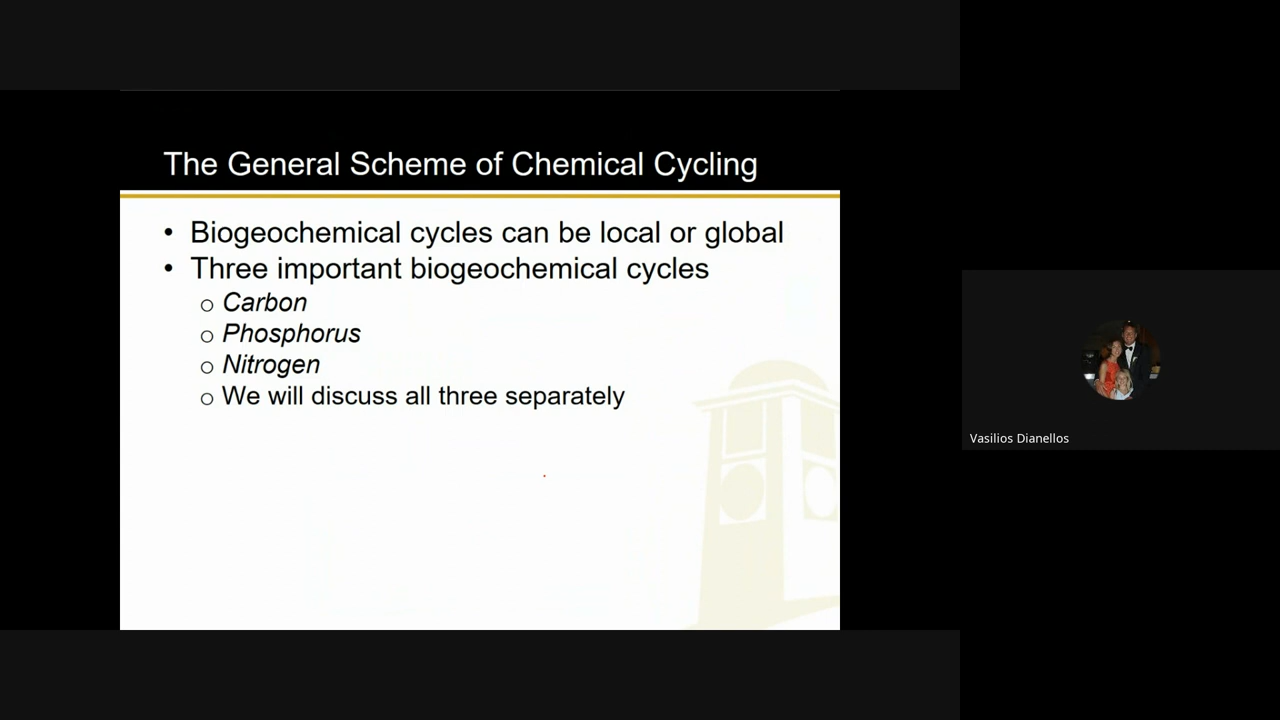 The General Scheme of Chemical Cycling
• Biogeochemical cycles can be local or global
• Three important biogeochemical cycles
o Carbon
o Phosphorus
o Nitrogen
o We will discuss all three separately
Vasilios Dianellos